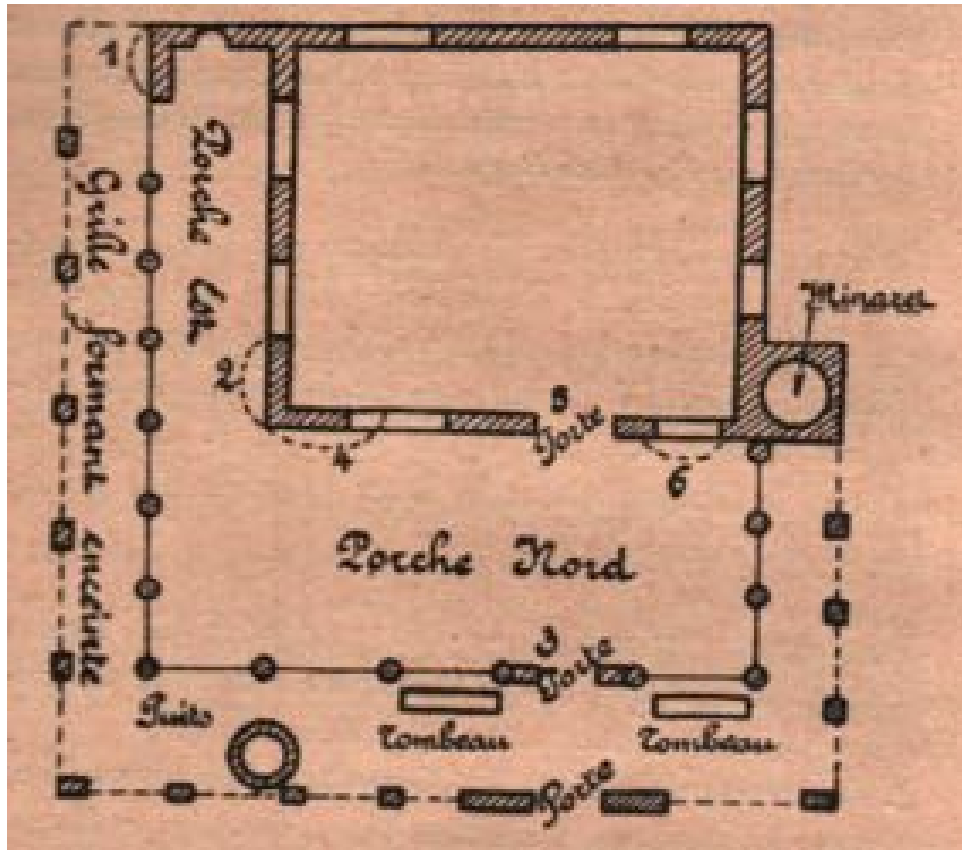 1
Porche Est
Grille formant enceinte
Minaret
2
5
Porte
4
6
Porche Nord
3
Porte
Puits
Tombeau
Tombeau
Porte